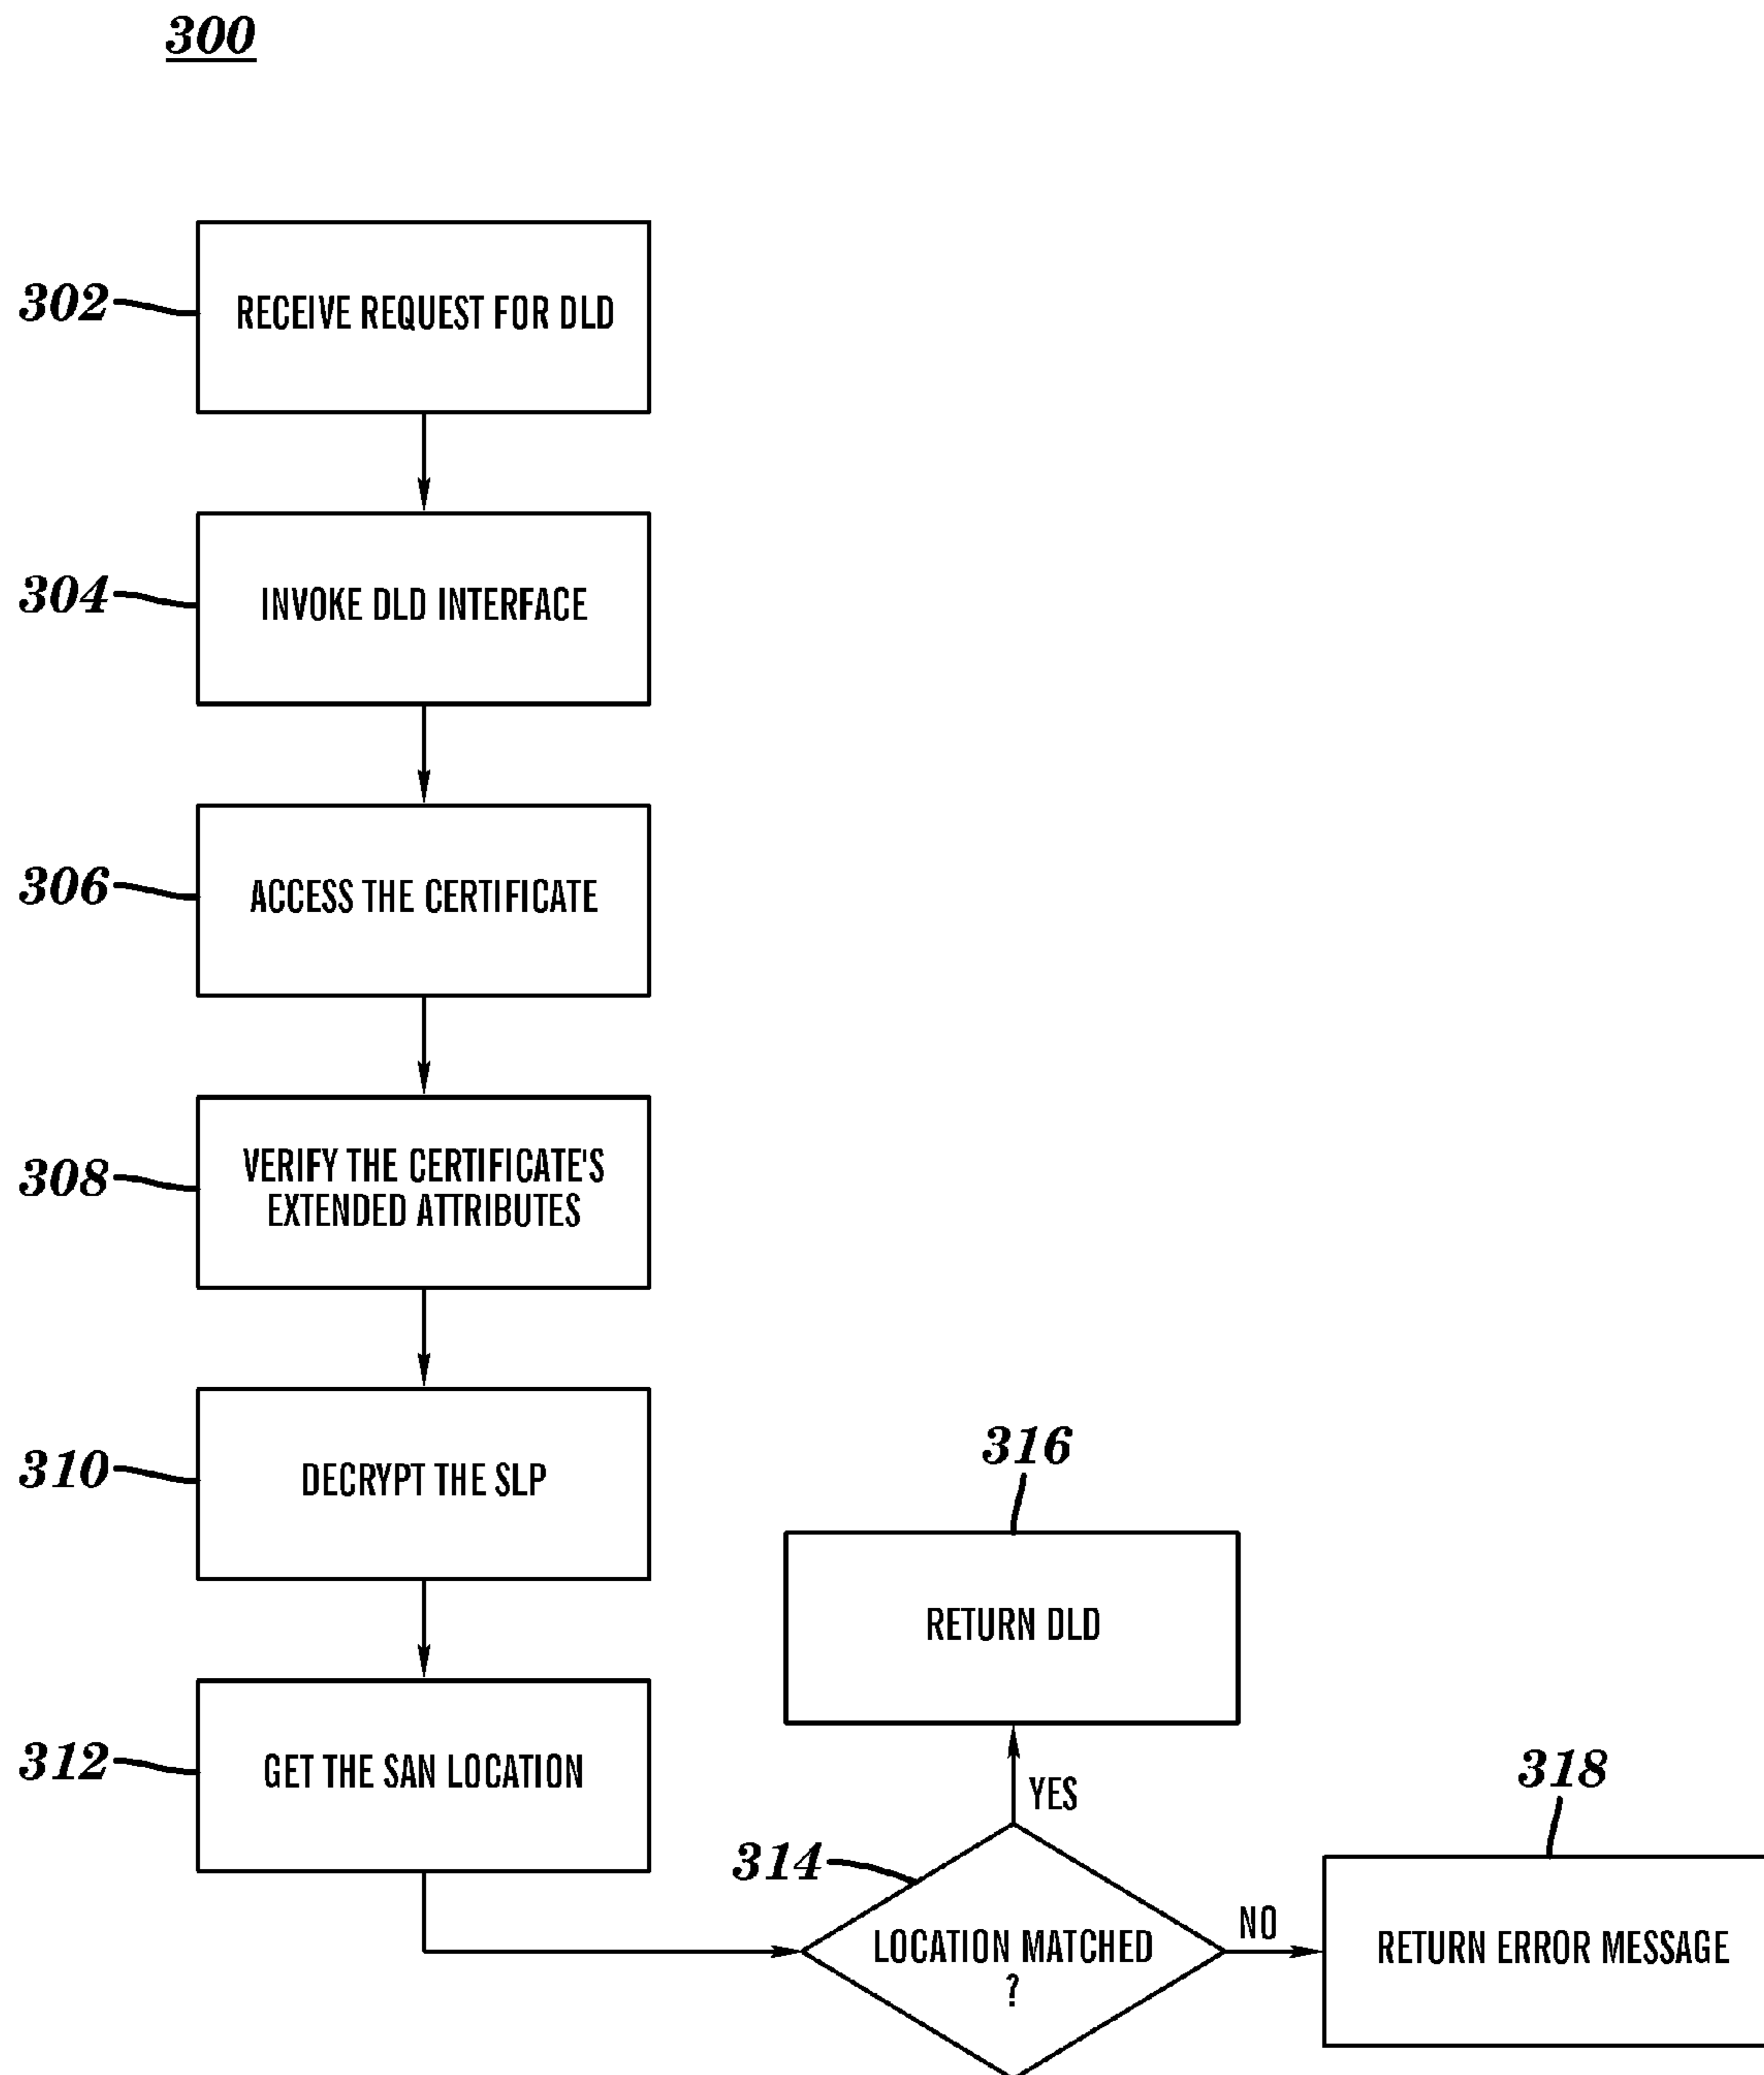 300
302
RECEIVE REQUEST FOR DLD
304
INVOKE DLD INTERFACE
306
ACCESS THE CERTIFICATE
308
VERIFY THE CERTIFICATE'S
EXTENDED ATTRIBUTES
310
DECRYPT THE SLP
312
GET THE SAN LOCATION
314
LOCATION MATCHED
?
YES
316
RETURN DLD
NO
318
RETURN ERROR MESSAGE